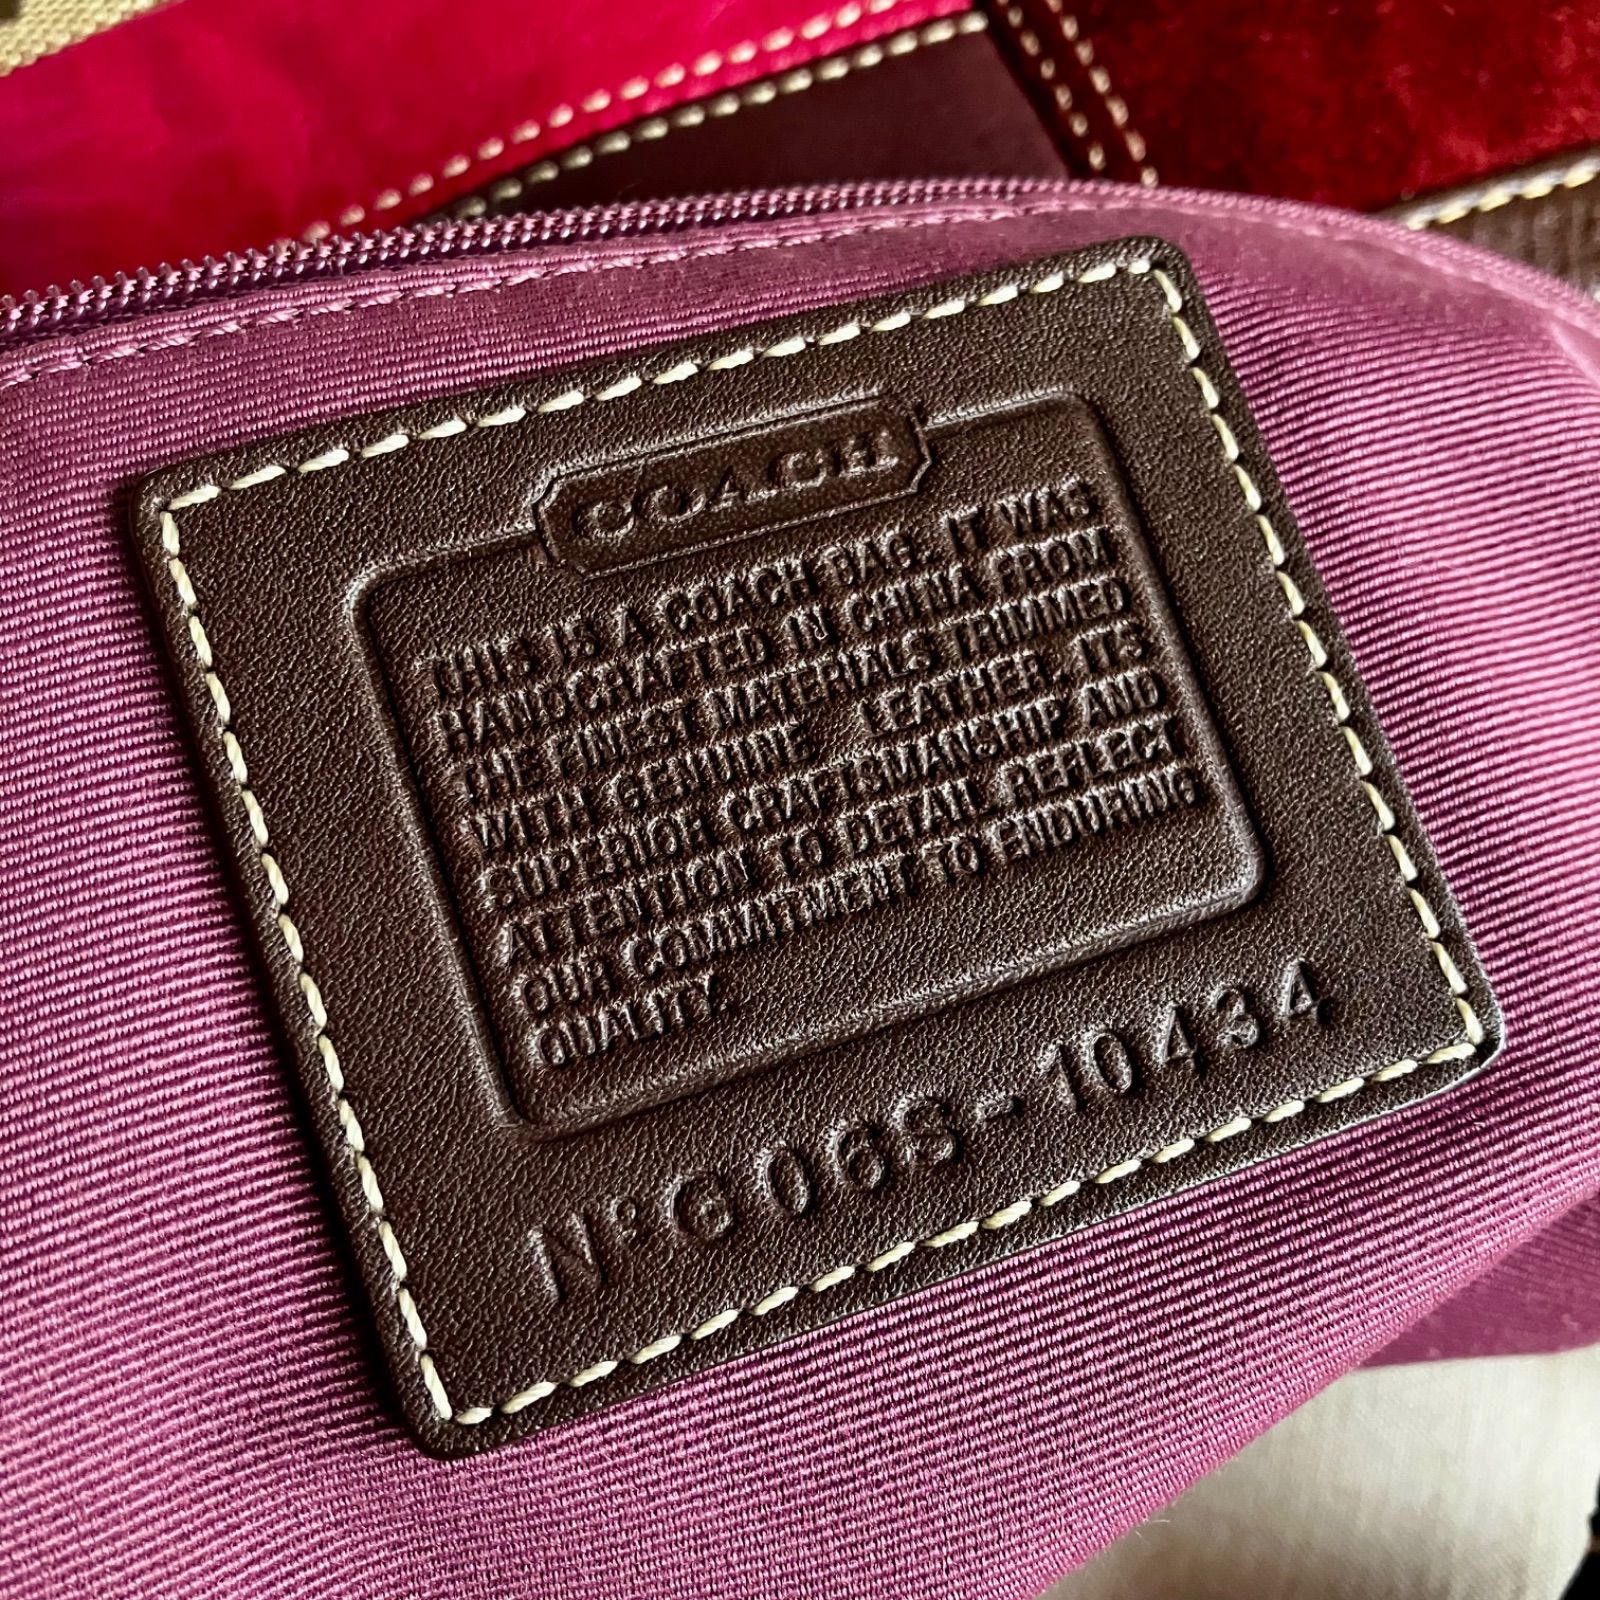 COACH
THIS IS A COACH BAG. IT WAS
HANDCRAFTED IN CHINA FROM
THE FINEST MATERIALS TRIMMED
WITH GENUINE LEATHER. ITS
SUPERIOR CRAFTSMANSHIP AND
ATTENTION TO DETAIL REFLECT
OUR COMMITMENT TO ENDURING
QUALITY.
Nº G06S-10434